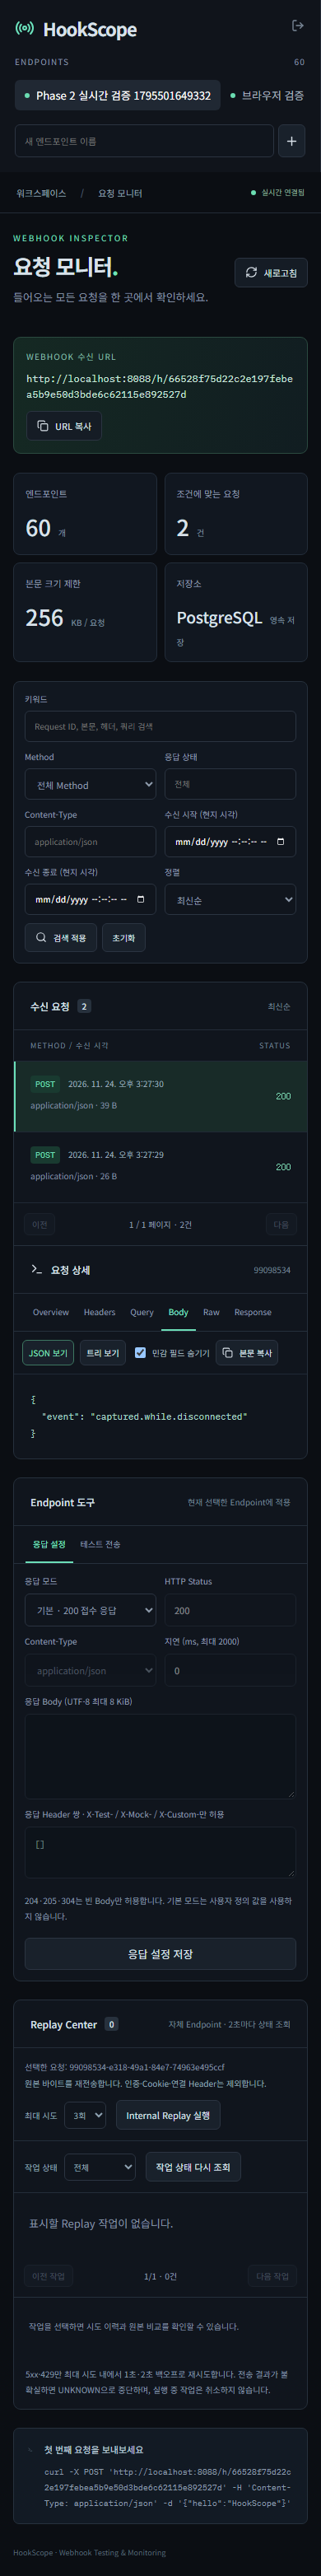 HookScope
ENDPOINTS 60
Phase 2 실시간 검증 1795501649332 브라우저 검증
새 엔드포인트 이름
워크스페이스 / 요청 모니터 실시간 연결됨
WEBHOOK INSPECTOR
요청 모니터.
새로고침
들어오는 모든 요청을 한 곳에서 확인하세요.
WEBHOOK 수신 URL
http://localhost:8088/h/66528f75d22c2e197febe
a5b9e50d3bde6c62115e892527d
URL 복사
엔드포인트 조건에 맞는 요청
60 개 2 건
본문 크기 제한 저장소
256 KB / 요청 PostgreSQL 영속 저
장
키워드
Request ID, 본문, 헤더, 쿼리 검색
Method 응답 상태
전체 Method 전체
Content-Type 수신 시작 (현지 시각)
application/json mm/dd/yyyy --:--:-- --
수신 종료 (현지 시각) 정렬
mm/dd/yyyy --:--:-- -- 최신순
검색 적용 초기화
수신 요청 2 최신순
METHOD / 수신 시각 STATUS
POST 2026. 11. 24. 오후 3:27:30
200
application/json · 39 B
POST 2026. 11. 24. 오후 3:27:29
200
application/json · 26 B
이전 1 / 1 페이지 · 2건 다음
요청 상세 99098534
Overview Headers Query Body Raw Response
JSON 보기 트리 보기 민감 필드 숨기기 본문 복사
{
"event": "captured.while.disconnected"
}
Endpoint 도구 현재 선택한 Endpoint에 적용
응답 설정 테스트 전송
응답 모드 HTTP Status
기본 · 200 접수 응답 200
Content-Type 지연 (ms, 최대 2000)
application/json 0
응답 Body (UTF-8 최대 8 KiB)
응답 Header 쌍 · X-Test- / X-Mock- / X-Custom-만 허용
[]
204·205·304는 빈 Body만 허용합니다. 기본 모드는 사용자 정의 값을 사용하
지 않습니다.
응답 설정 저장
Replay Center 0 자체 Endpoint · 2초마다 상태 조회
선택한 요청: 99098534-e318-49a1-84e7-74963e495ccf
원본 바이트를 재전송합니다. 인증·Cookie·연결 Header는 제외합니다.
최대 시도 3회 Internal Replay 실행
작업 상태 전체 작업 상태 다시 조회
표시할 Replay 작업이 없습니다.
이전 작업 1/1 · 0건 다음 작업
작업을 선택하면 시도 이력과 원본 비교를 확인할 수 있습니다.
5xx·429만 최대 시도 내에서 1초·2초 백오프로 재시도합니다. 전송 결과가 불
확실하면 UNKNOWN으로 중단하며, 실행 중 작업은 취소하지 않습니다.
첫 번째 요청을 보내보세요
curl -X POST 'http://localhost:8088/h/66528f75d22c
2e197febea5b9e50d3bde6c62115e892527d' -H 'Content-
Type: application/json' -d '{"hello":"HookScope"}'
HookScope · Webhook Testing & Monitoring